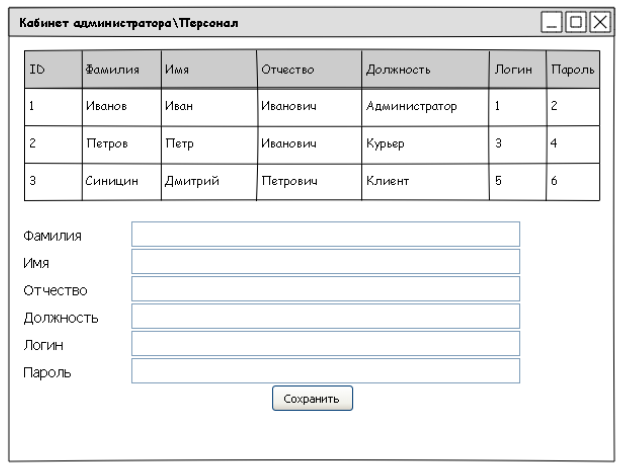 Кабинет администратора\Персонал
ID Фамилия Имя Отчество Должность Логин Пароль
1 Иванов Иван Иванович Администратор 1 2
2 Петров Петр Иванович Курьер 3 4
3 Синицин Дмитрий Петрович Клиент 5 6
Фамилия
Имя
Отчество
Должность
Логин
Пароль
Сохранить